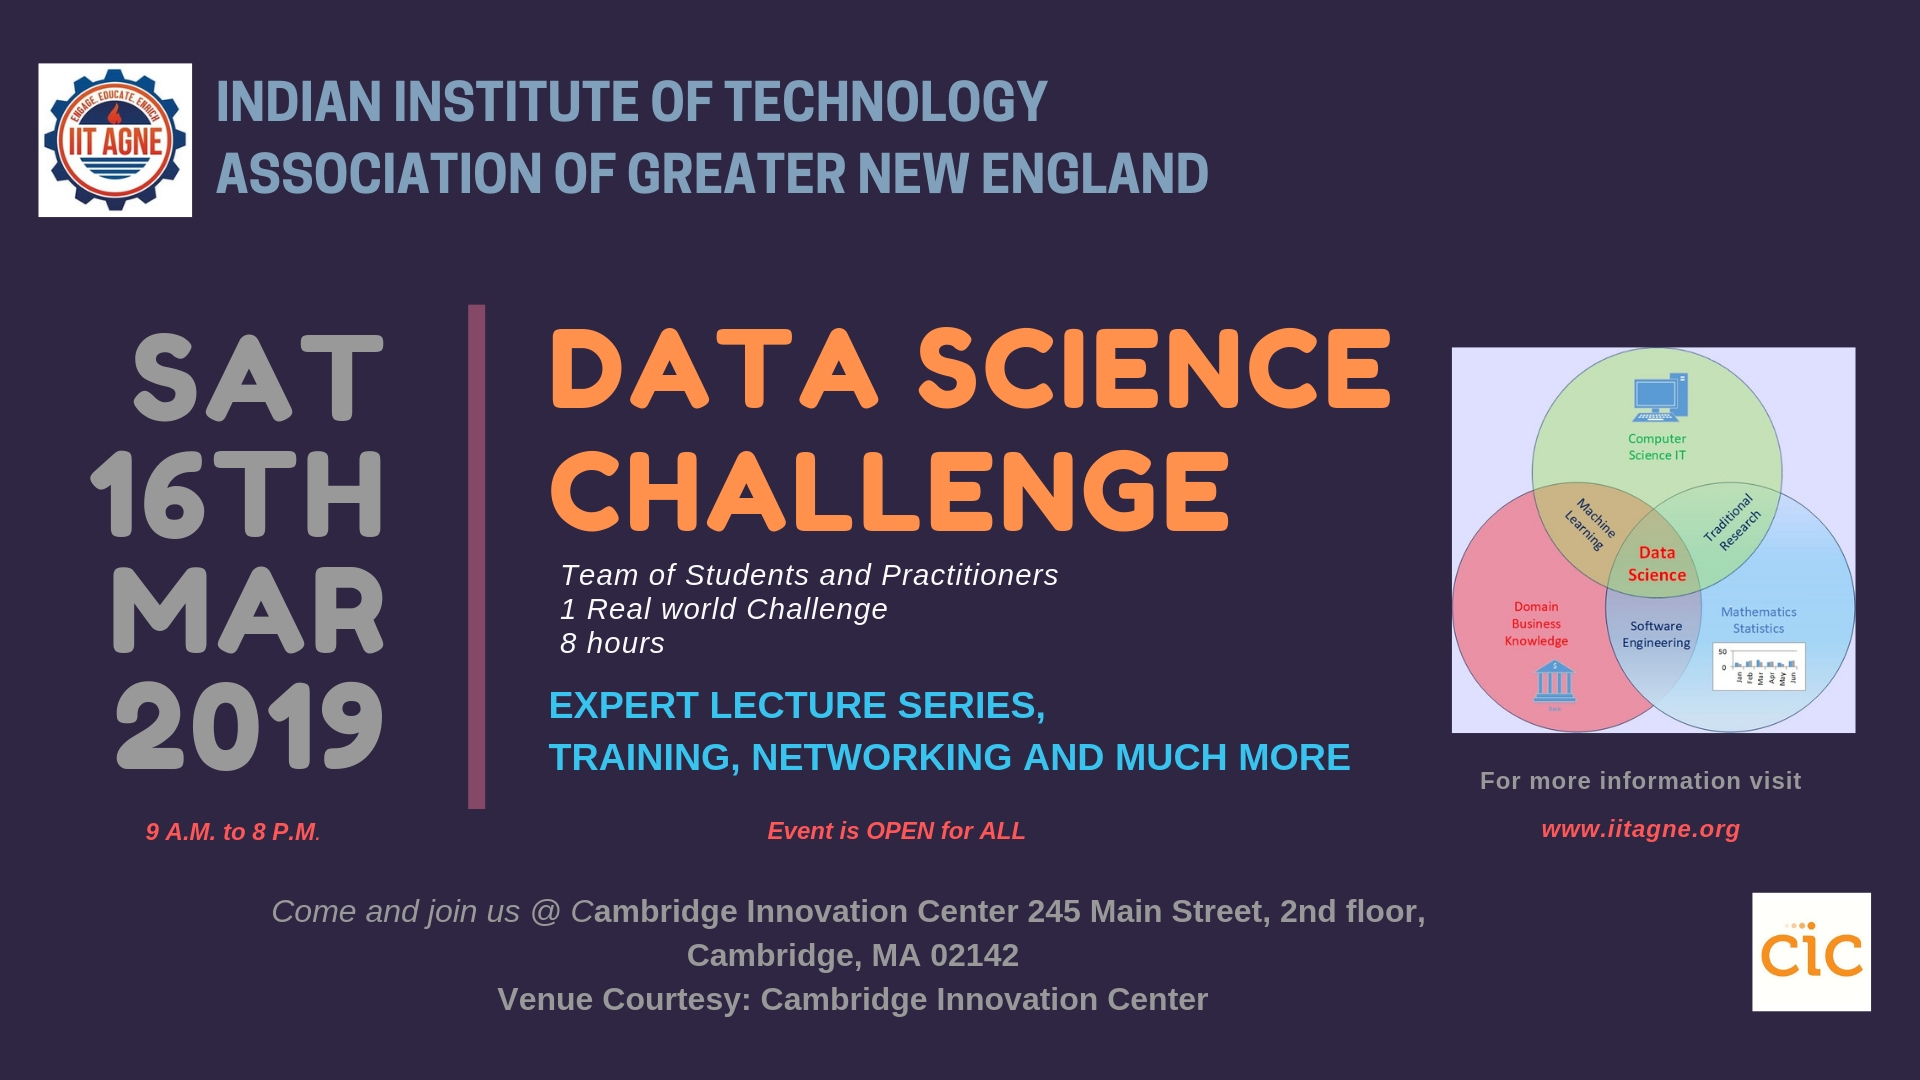 ENGAGE, EDUCATE, ENRICH
IIT AGNE
INDIAN INSTITUTE OF TECHNOLOGY
ASSOCIATION OF GREATER NEW ENGLAND
SAT
16TH
MAR
2019
9 A.M. to 8 P.M.
DATA SCIENCE
CHALLENGE
Team of Students and Practitioners
1 Real world Challenge
8 hours
EXPERT LECTURE SERIES,
TRAINING, NETWORKING AND MUCH MORE
Event is OPEN for ALL
Computer
Science IT
Machine
Learning
Traditional
Research
Data
Science
Domain
Business
Knowledge
$
Software
Engineering
Mathematics
Statistics
50
0
Jan
Feb
Mar
Apr
May
Jun
For more information visit
www.iitagne.org
Come and join us @ Cambridge Innovation Center 245 Main Street, 2nd floor,
Cambridge, MA 02142
Venue Courtesy: Cambridge Innovation Center
cic